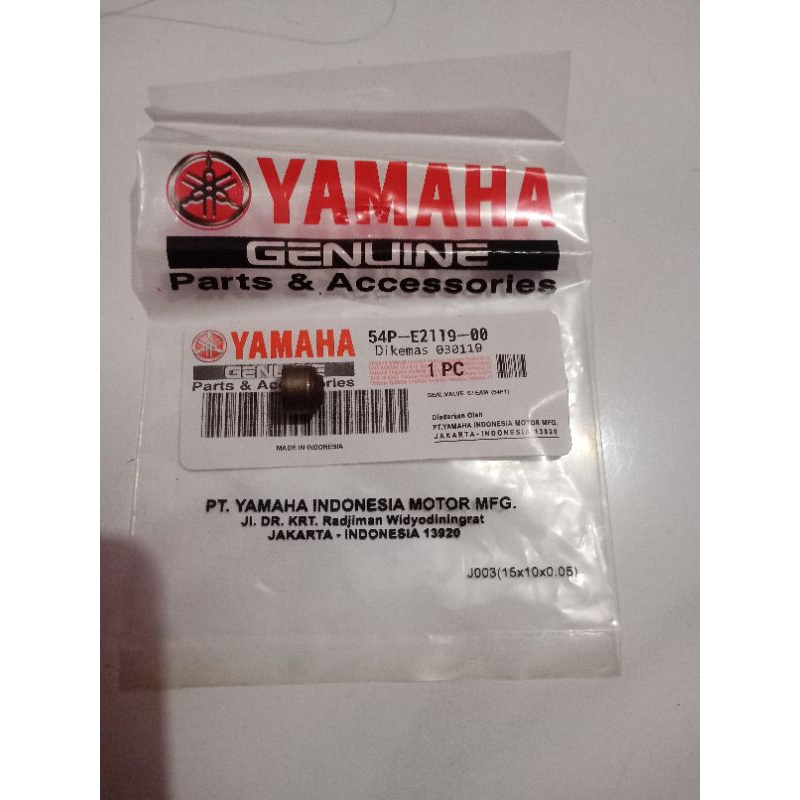 YAMAHA
GENUINE
Parts & Accessories
YAMAHA
GENUINE
Parts & Accessories
54P-E2119-00
Dikemas 030119
1 PC
SEAL,VALVE STEAM (54P1)
Diedarkan Oleh
PT.YAMAHA INDONESIA MOTOR MFG.
JAKARTA-INDONESIA 13920
MADE IN INDONESIA
PT. YAMAHA INDONESIA MOTOR MFG.
Jl. DR. KRT. Radjiman Widyodiningrat
JAKARTA - INDONESIA 13920
J003(15x10x0.05)